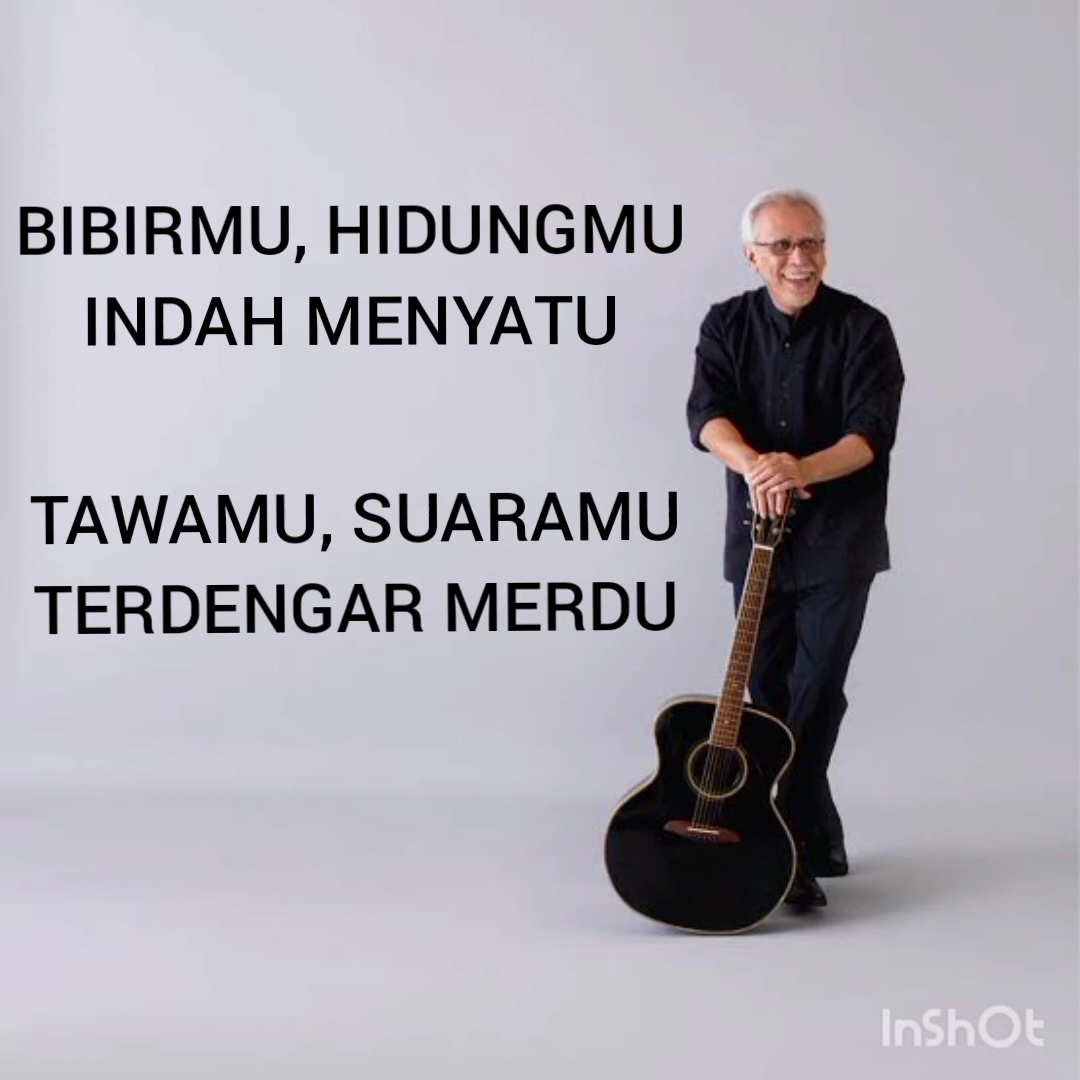 BIBIRMU, HIDUNGMU
INDAH MENYATU
TAWAMU, SUARAMU
TERDENGAR MERDU
InShOt